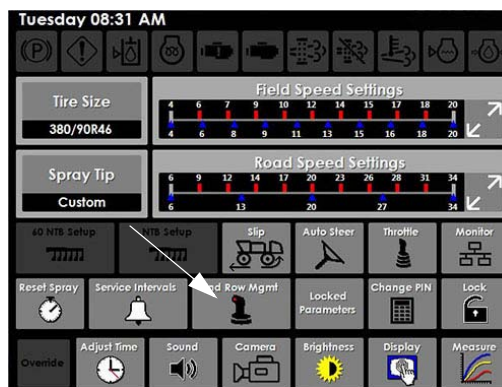 Tuesday 08:31 AM
(P)
Tire Size
380/90R46
Field Speed Settings
4 6 7 9 10 12 14 15 17 18 20
4 6 8 9 11 13 15 16 18 20
Spray Tip
Custom
Road Speed Settings
6 9 12 14 17 20 23 26 28 31 34
6 13 20 27 34
60 NTB Setup
NTB Setup
Slip
Auto Steer
Throttle
Monitor
Reset Spray
Service Intervals
nd Row Mgmt
Locked
Parameters
Change PIN
Lock
Override
Adjust Time
Sound
Camera
Brightness
Display
Measure